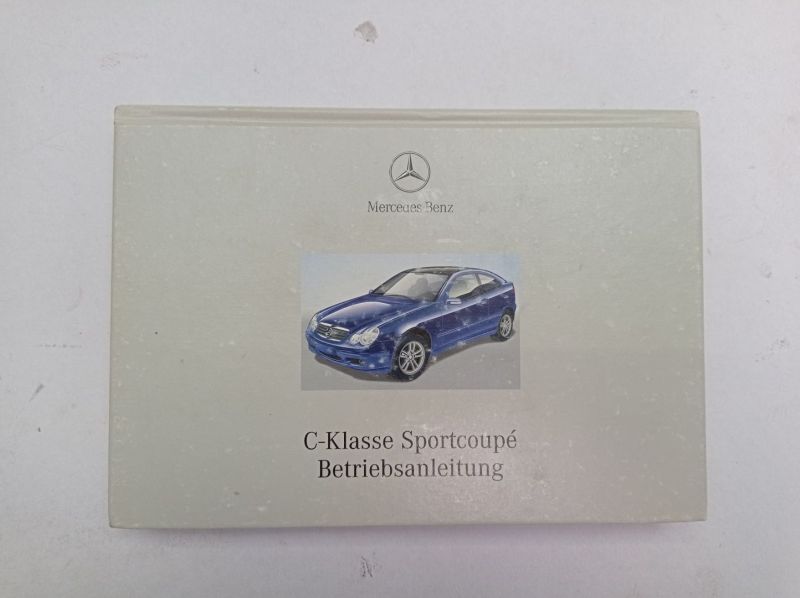 Mercedes-Benz
C-Klasse Sportcoupé
Betriebsanleitung